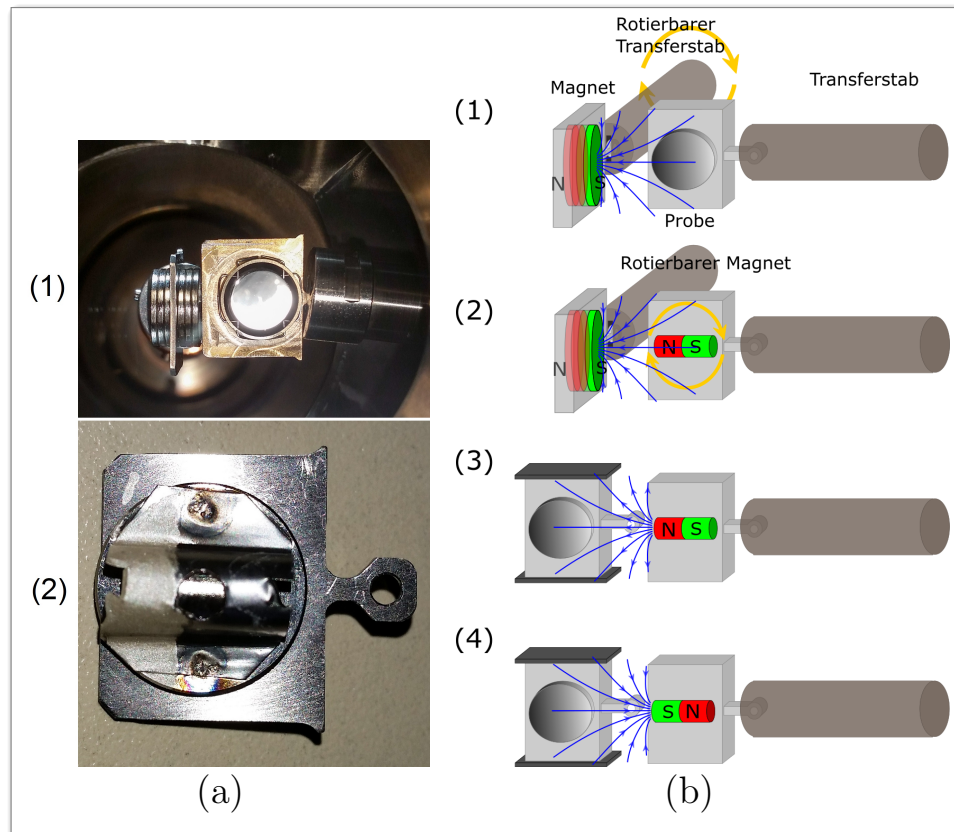 Rotierbarer
Transferstab
Magnet
Transferstab
(1)
N
S
Probe
(1)
Rotierbarer Magnet
(2)
N
S
N
S
(3)
N
S
(2)
(4)
S
N
(a)
(b)